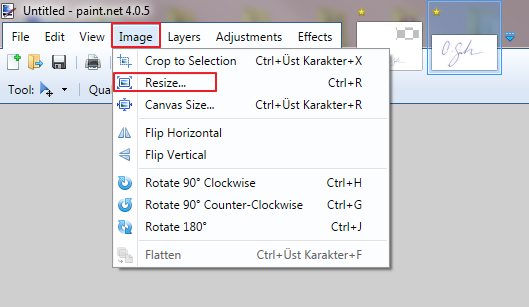 Untitled - paint.net 4.0.5
File Edit View Image Layers Adjustments Effects
Tool: Qua
Crop to Selection Ctrl+Üst Karakter+X
Resize... Ctrl+R
Canvas Size... Ctrl+Üst Karakter+R
Flip Horizontal
Flip Vertical
Rotate 90° Clockwise Ctrl+H
Rotate 90° Counter-Clockwise Ctrl+G
Rotate 180° Ctrl+J
Flatten Ctrl+Üst Karakter+F